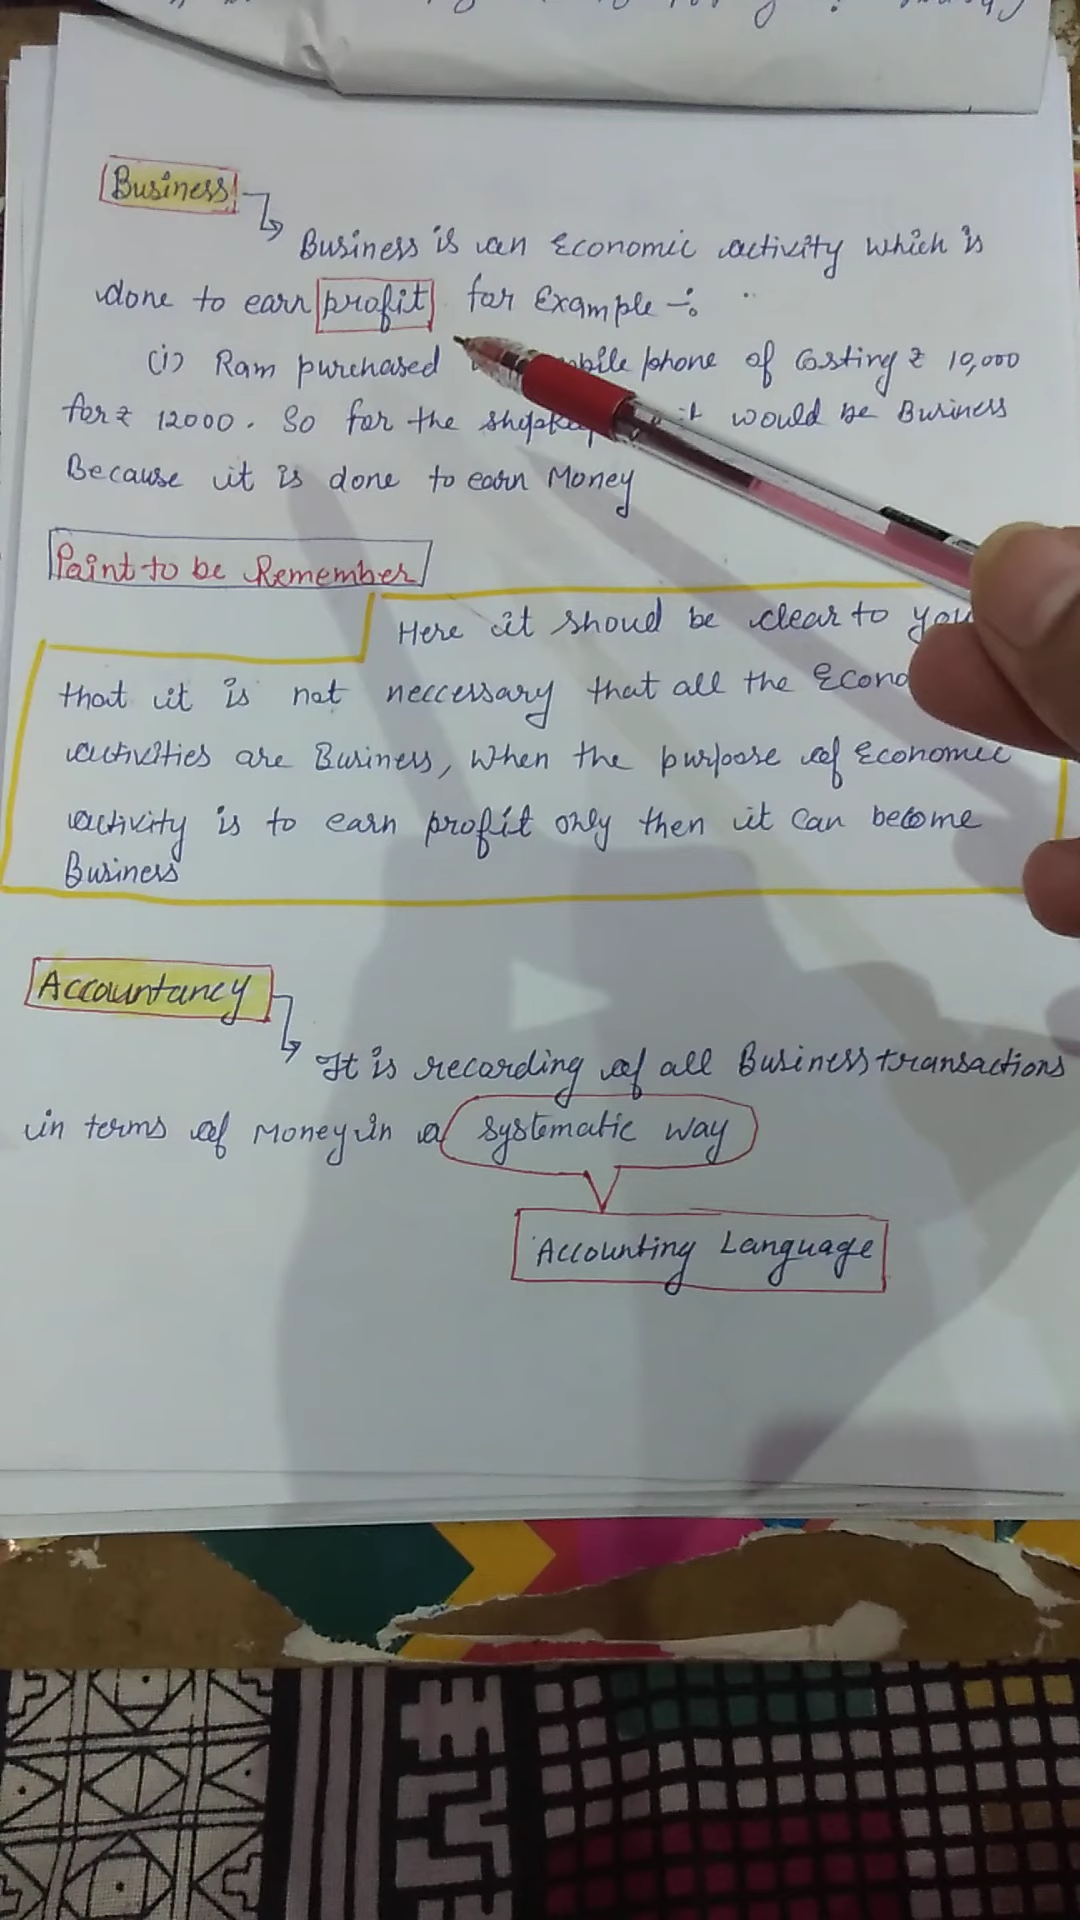 Business
Business is an Economic activity which is
done to earn profit for Example -:
(i) Ram purchased phone of Costing ₹ 10,000
for ₹ 12000. So for the it would be Business
Because it is done to earn Money
Point to be Remember
Here it shoud be clear to you
that it is not neccessary that all the
activities are Business, When the purpose of Economic
activity is to earn profit only then it can become
Business
Accountancy
It is recording of all Business transactions
in terms of Money in a systematic way
Accounting Language